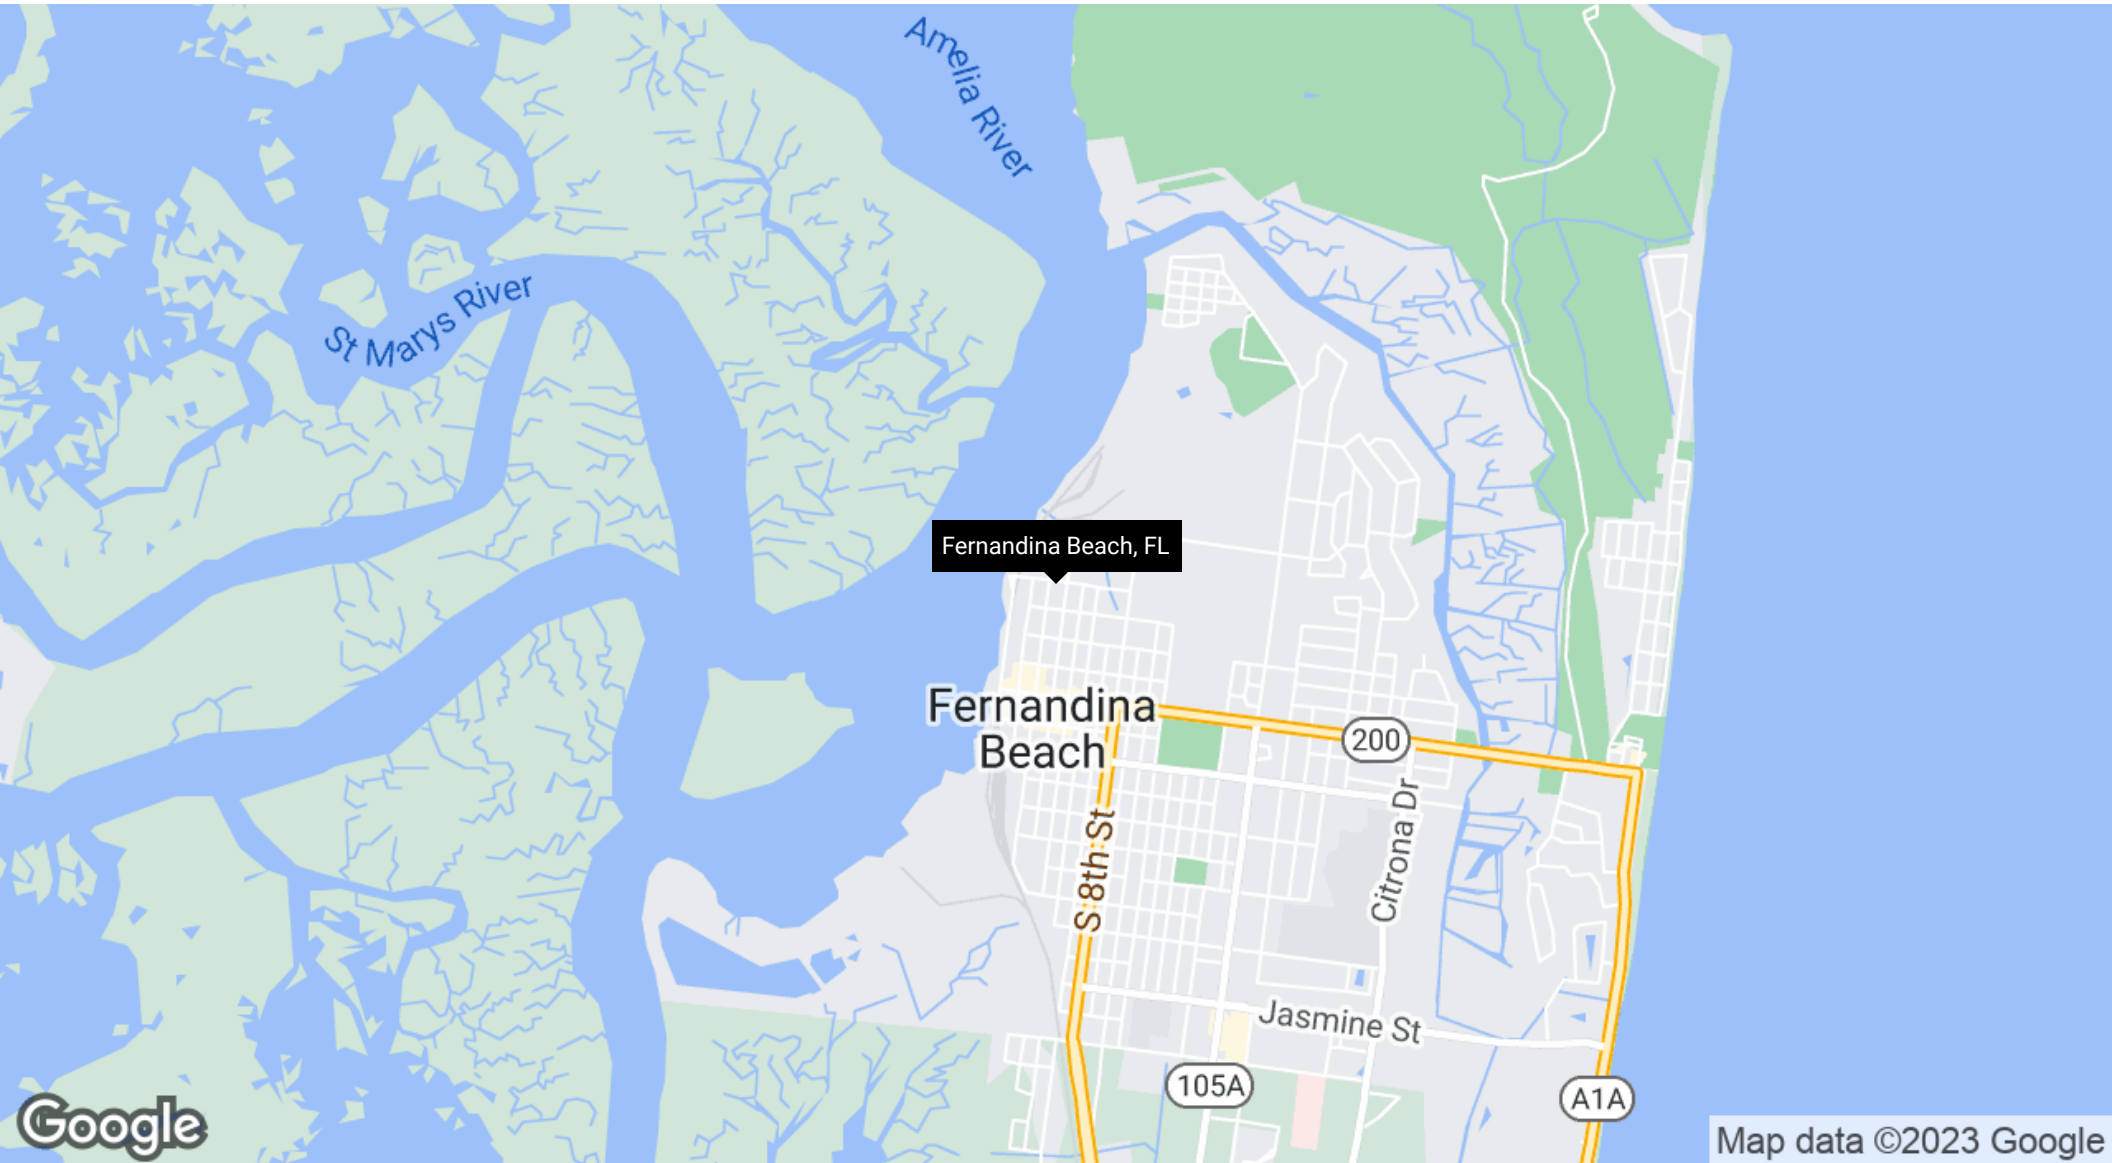 Amelia River
St Marys River
Fernandina Beach, FL
Fernandina
Beach
200
S 8th St
Citrona Dr
Jasmine St
105A
A1A
Google
Map data ©2023 Google